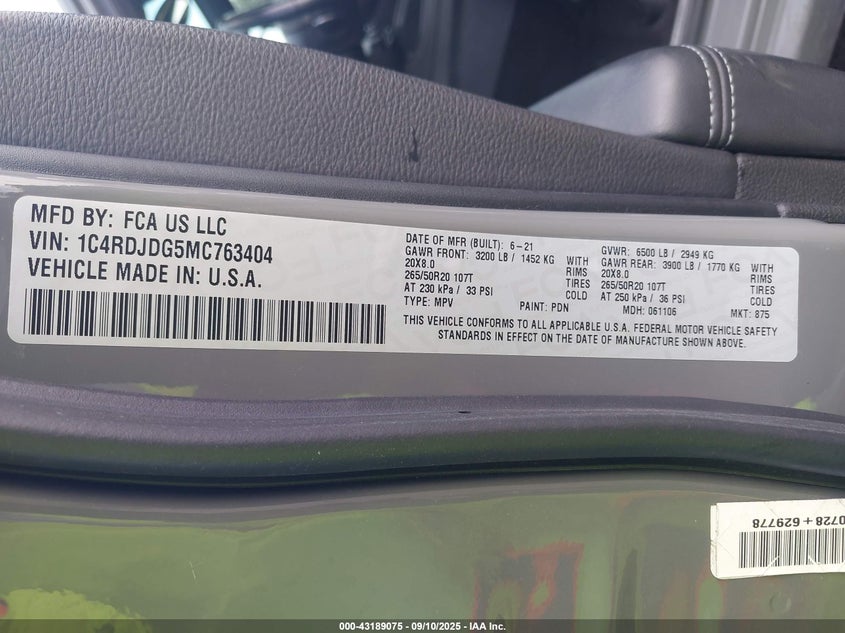 MFD BY: FCA US LLC
VIN: 1C4RDJDG5MC763404
VEHICLE MADE IN: U.S.A.
DATE OF MFR (BUILT): 6-21
GAWR FRONT: 3200 LB / 1452 KG WITH
20X8.0 RIMS
265/50R20 107T TIRES
AT 230 kPa / 33 PSI COLD
TYPE: MPV PAINT: PDN
GVWR: 6500 LB / 2949 KG
GAWR REAR: 3900 LB / 1770 KG WITH
20X8.0 RIMS
265/50R20 107T TIRES
AT 250 kPa / 36 PSI COLD
MDH: 061106 MKT: 875
THIS VEHICLE CONFORMS TO ALL APPLICABLE U.S.A. FEDERAL MOTOR VEHICLE SAFETY
STANDARDS IN EFFECT ON THE DATE OF MANUFACTURE SHOWN ABOVE.
0728+629778
000-43189075 - 09/10/2025 - IAA Inc.